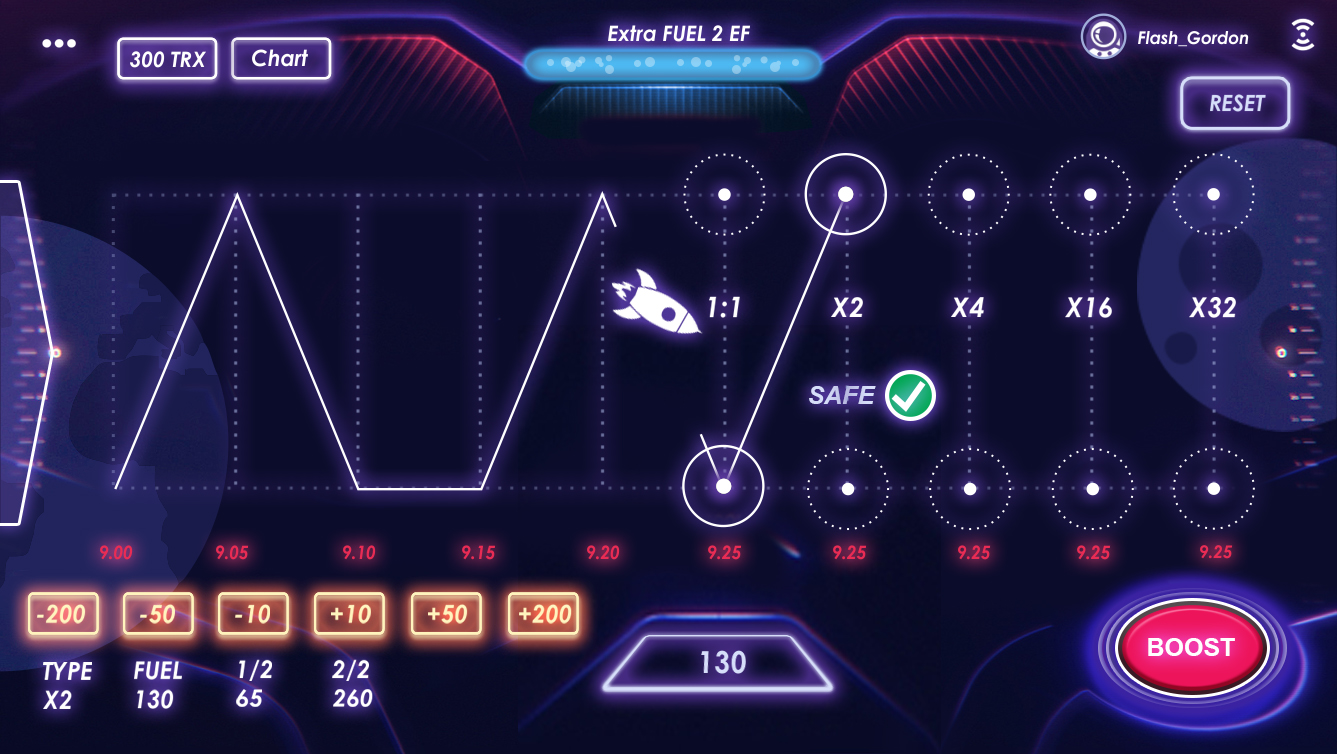 Extra FUEL 2 EF
Flash_Gordon
300 TRX
Chart
RESET
1:1
X2
X4
X16
X32
SAFE
9.00
9.05
9.10
9.15
9.20
9.25
9.25
9.25
9.25
9.25
-200
-50
-10
+10
+50
+200
130
BOOST
TYPE
X2
FUEL
130
1/2
65
2/2
260